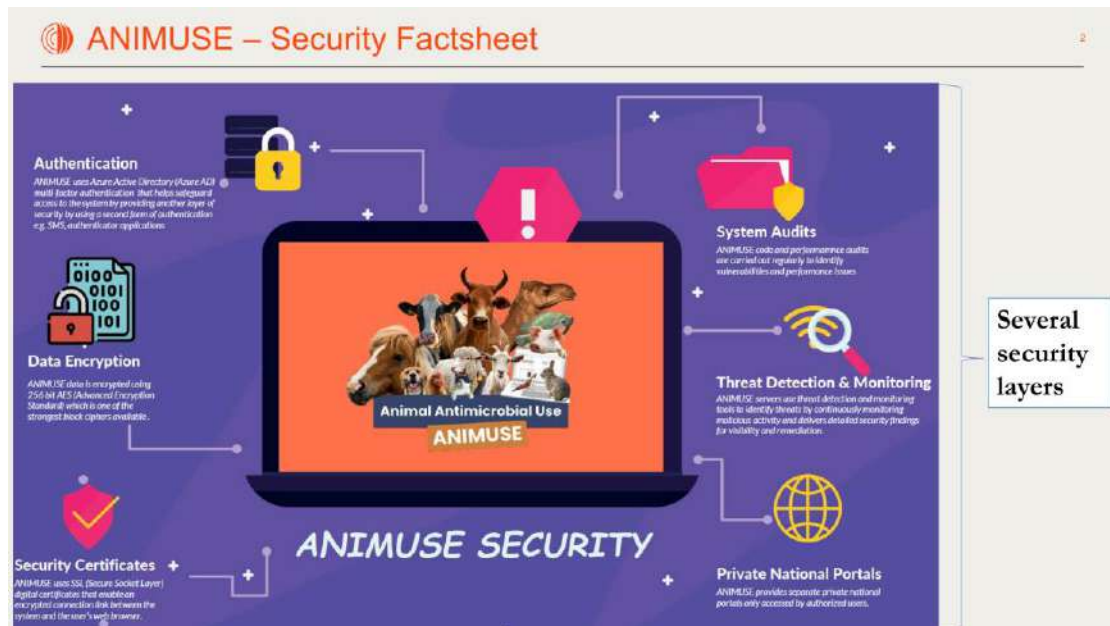 ANIMUSE – Security Factsheet
2
Authentication
ANIMUSE uses Azure Active Directory (Azure AD)
multi-factor authentication that helps safeguard
access to the system by providing another layer of
security by using a second form of authentication
e.g. SMS, authenticator applications
0100
0101
100
101
Data Encryption
ANIMUSE data is encrypted using
256 bit AES (Advanced Encryption
Standard) which is one of the
strongest block ciphers available.
Security Certificates
ANIMUSE uses SSL (Secure Socket Layer)
digital certificates that enable an
encrypted connection link between the
system and the user's web browser.
!
Animal Antimicrobial Use
ANIMUSE
ANIMUSE SECURITY
System Audits
ANIMUSE code and performamnce audits
are carried out regularly to identify
vulnerabilities and performance issues
Threat Detection & Monitoring
ANIMUSE servers use threat detection and monitoring
tools to identify threats by continuously monitoring
malicious activity and delivers detailed security findings
for visibility and remediation.
Private National Portals
ANIMUSE provides separate private national
portals only accessed by authorized users.
Several
security
layers